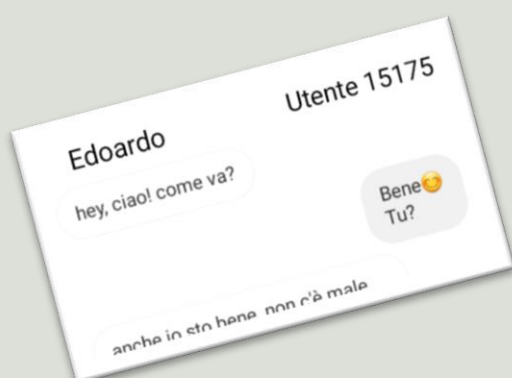 Edoardo
Utente 15175
hey, ciao! come va?
Bene😊
Tu?
anche io sto bene, non c'è male